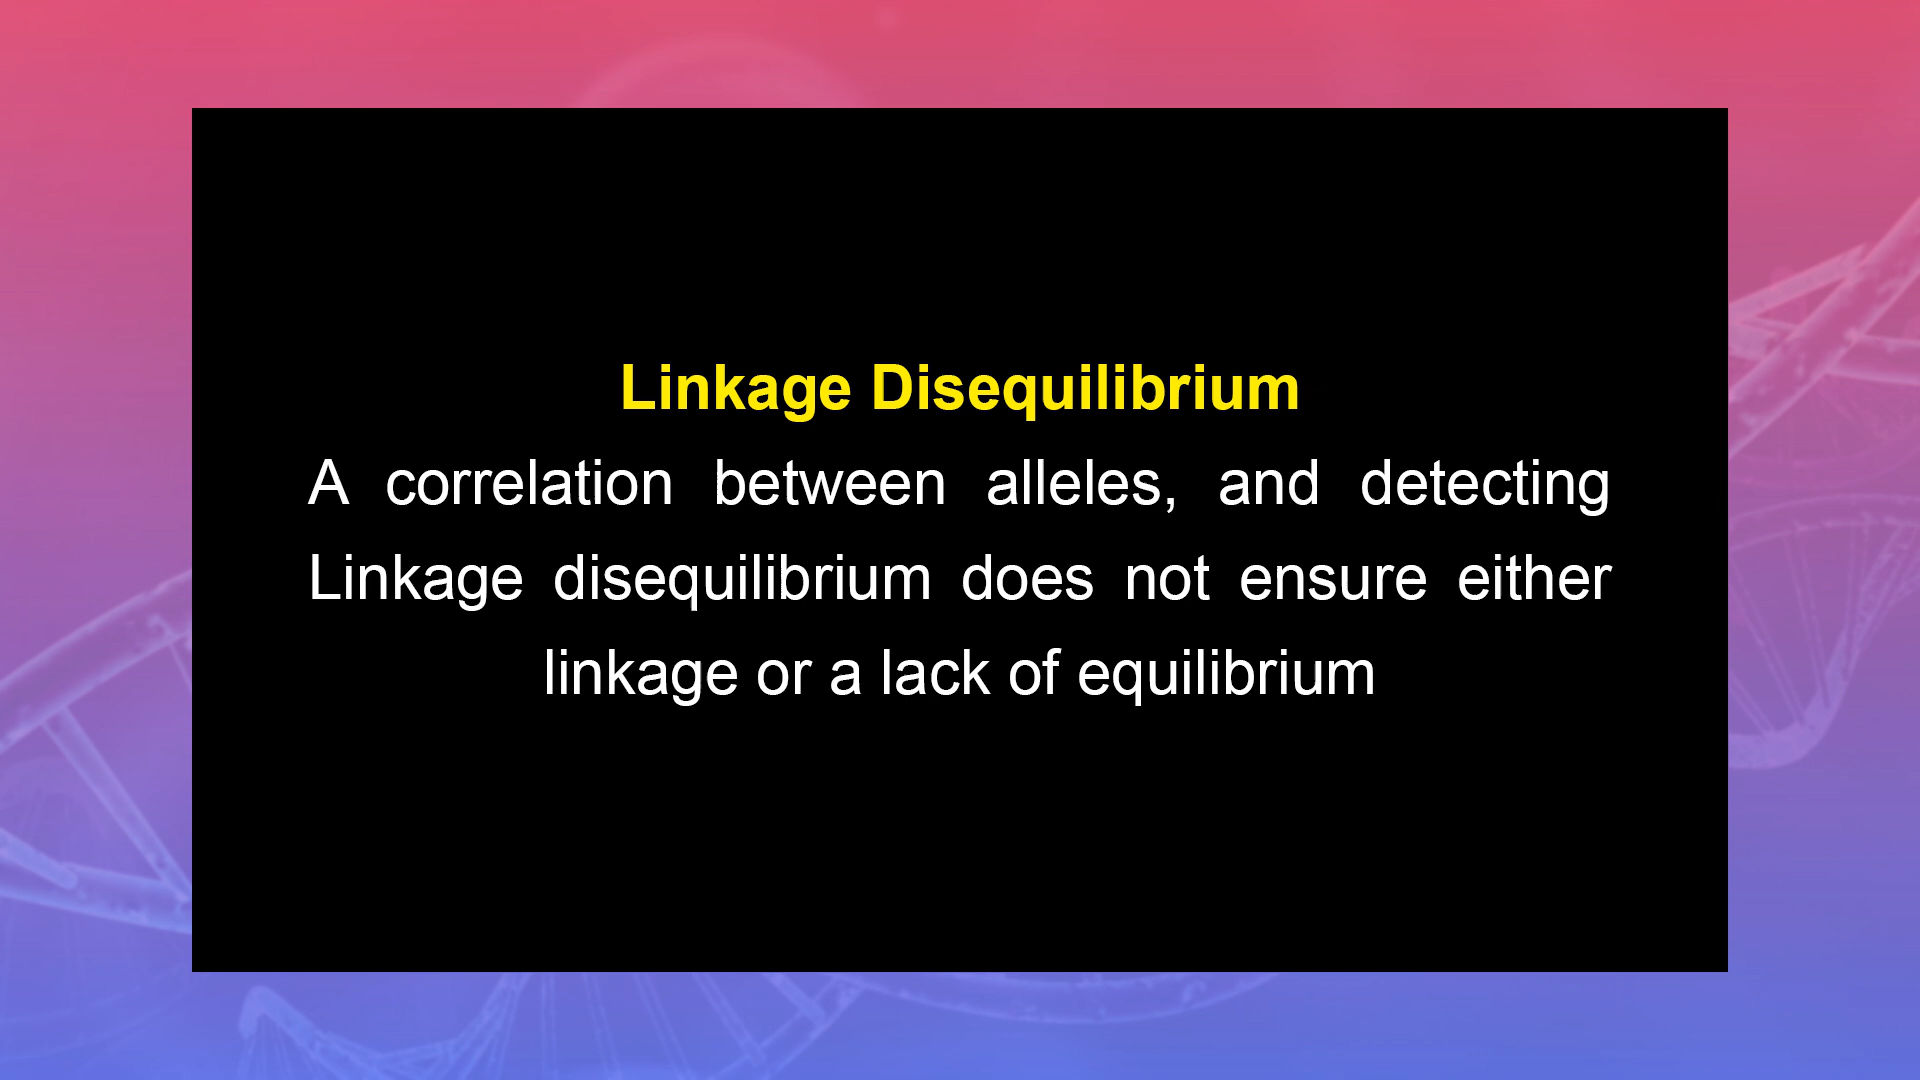 Linkage Disequilibrium
A correlation between alleles, and detecting
Linkage disequilibrium does not ensure either
linkage or a lack of equilibrium